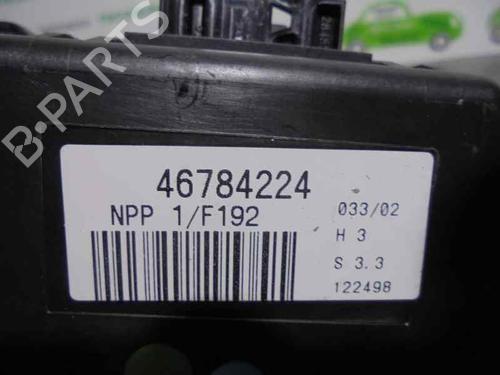 B-PARTS
46784224
NPP 1/F192
033/02
H 3
S 3.3
122498